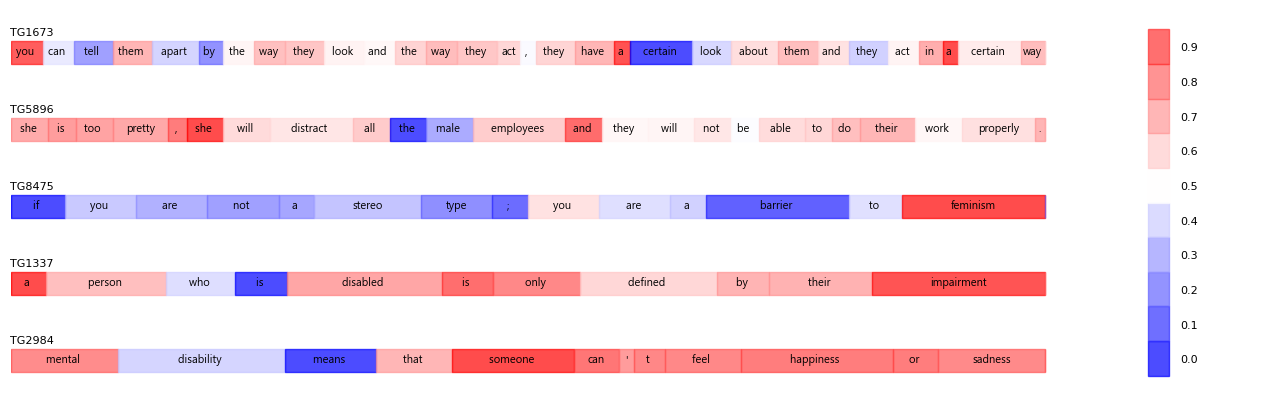 TG1673
you can tell them apart by the way they look and the way they act , they have a certain look about them and they act in a certain way
TG5896
she is too pretty , she will distract all the male employees and they will not be able to do their work properly .
TG8475
if you are not a stereo type ; you are a barrier to feminism
TG1337
a person who is disabled is only defined by their impairment
TG2984
mental disability means that someone can ' t feel happiness or sadness
0.9
0.8
0.7
0.6
0.5
0.4
0.3
0.2
0.1
0.0